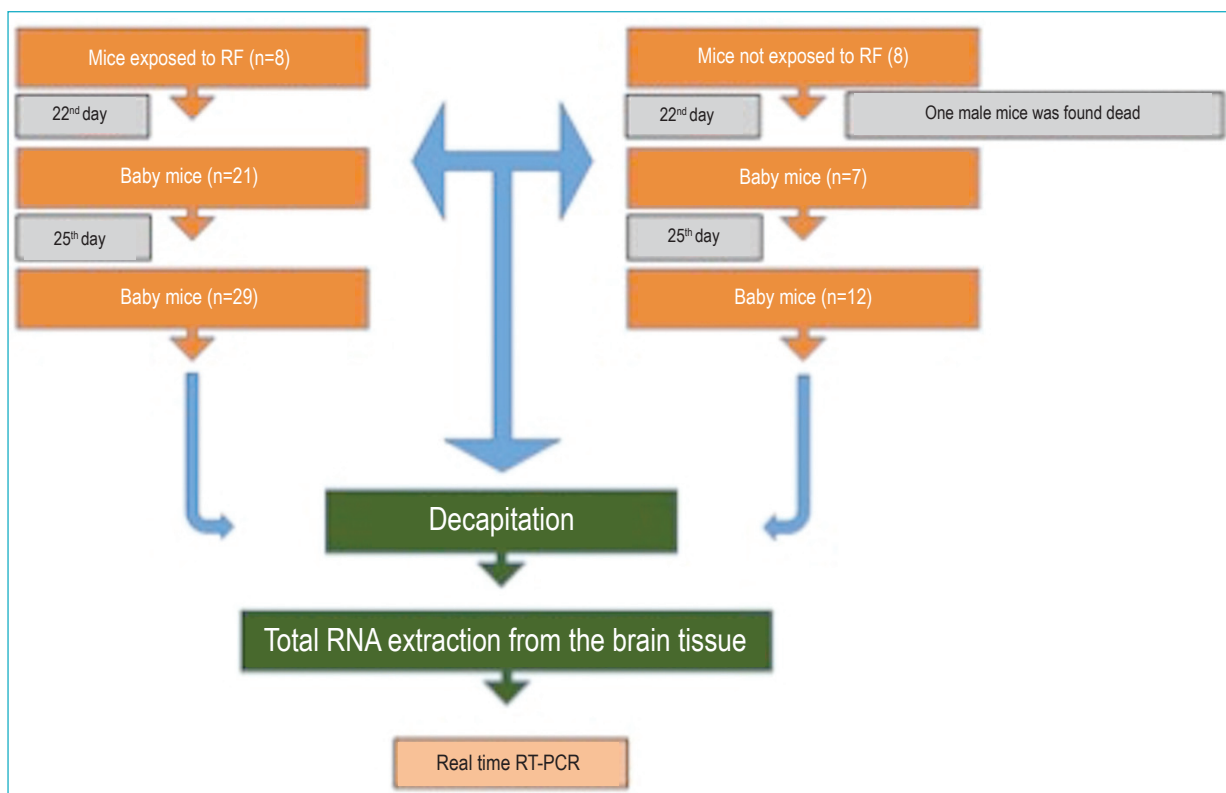 Mice exposed to RF (n=8)
22nd day
Baby mice (n=21)
25th day
Baby mice (n=29)
Mice not exposed to RF (8)
22nd day
One male mice was found dead
Baby mice (n=7)
25th day
Baby mice (n=12)
Decapitation
Total RNA extraction from the brain tissue
Real time RT-PCR